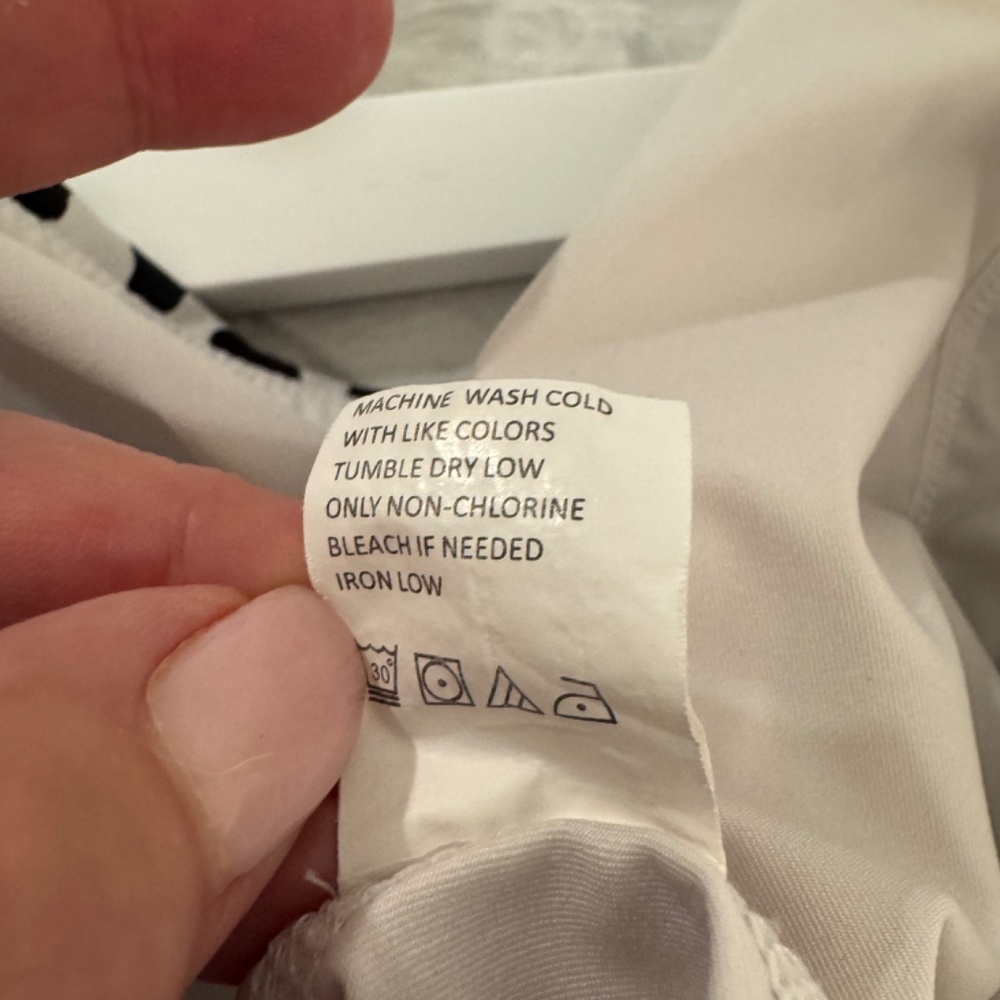 MACHINE WASH COLD
WITH LIKE COLORS
TUMBLE DRY LOW
ONLY NON-CHLORINE
BLEACH IF NEEDED
IRON LOW
30°